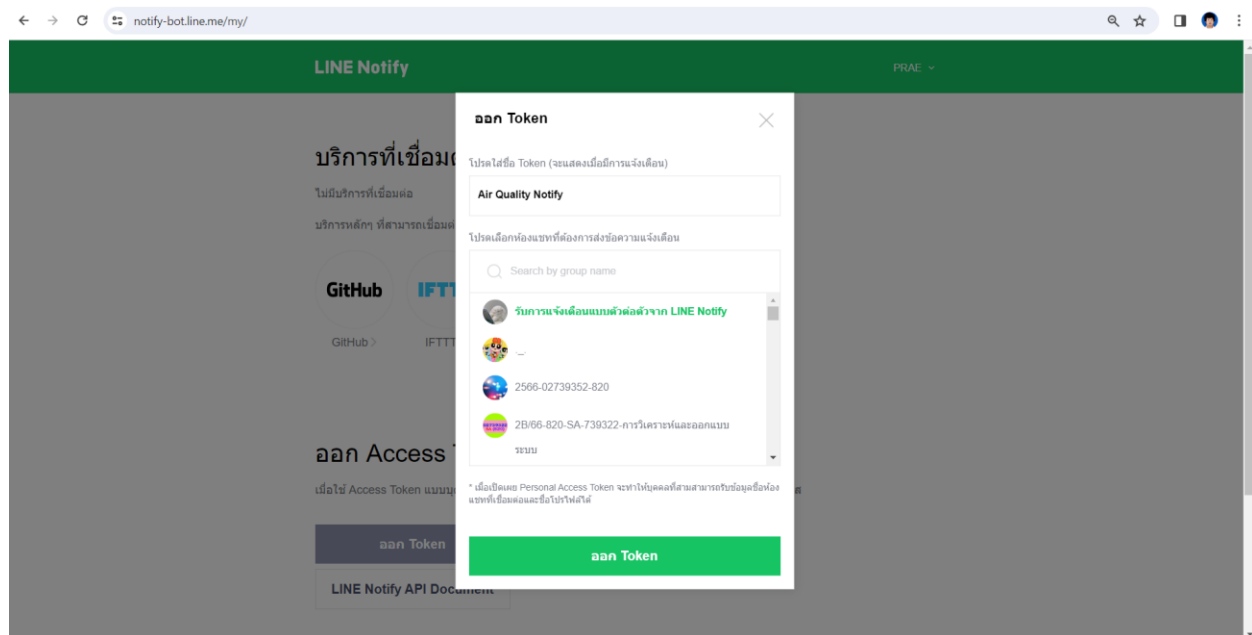 notify-bot.line.me/my/
LINE Notify
PRAE
ออก Token
บริการที่เชื่อมต
โปรดใส่ชื่อ Token (จะแสดงเมื่อมีการแจ้งเตือน)
ไม่มีบริการที่เชื่อมต่อ
Air Quality Notify
บริการหลักๆ ที่สามารถเชื่อมต่
โปรดเลือกห้องแชทที่ต้องการส่งข้อความแจ้งเตือน
Search by group name
GitHub
IFTT
รับการแจ้งเตือนแบบตัวต่อตัวจาก LINE Notify
GitHub
IFTTT
._.
2566-02739352-820
2B/66-820-SA-739322-การวิเคราะห์และออกแบบ
ระบบ
ออก Access
เมื่อใช้ Access Token แบบบุ
* เมื่อเปิดเผย Personal Access Token จะทำให้บุคคลที่สามสามารถรับข้อมูลชื่อห้อง
แชทที่เชื่อมต่อและชื่อโปรไฟล์ได้
ออก Token
ออก Token
LINE Notify API Document